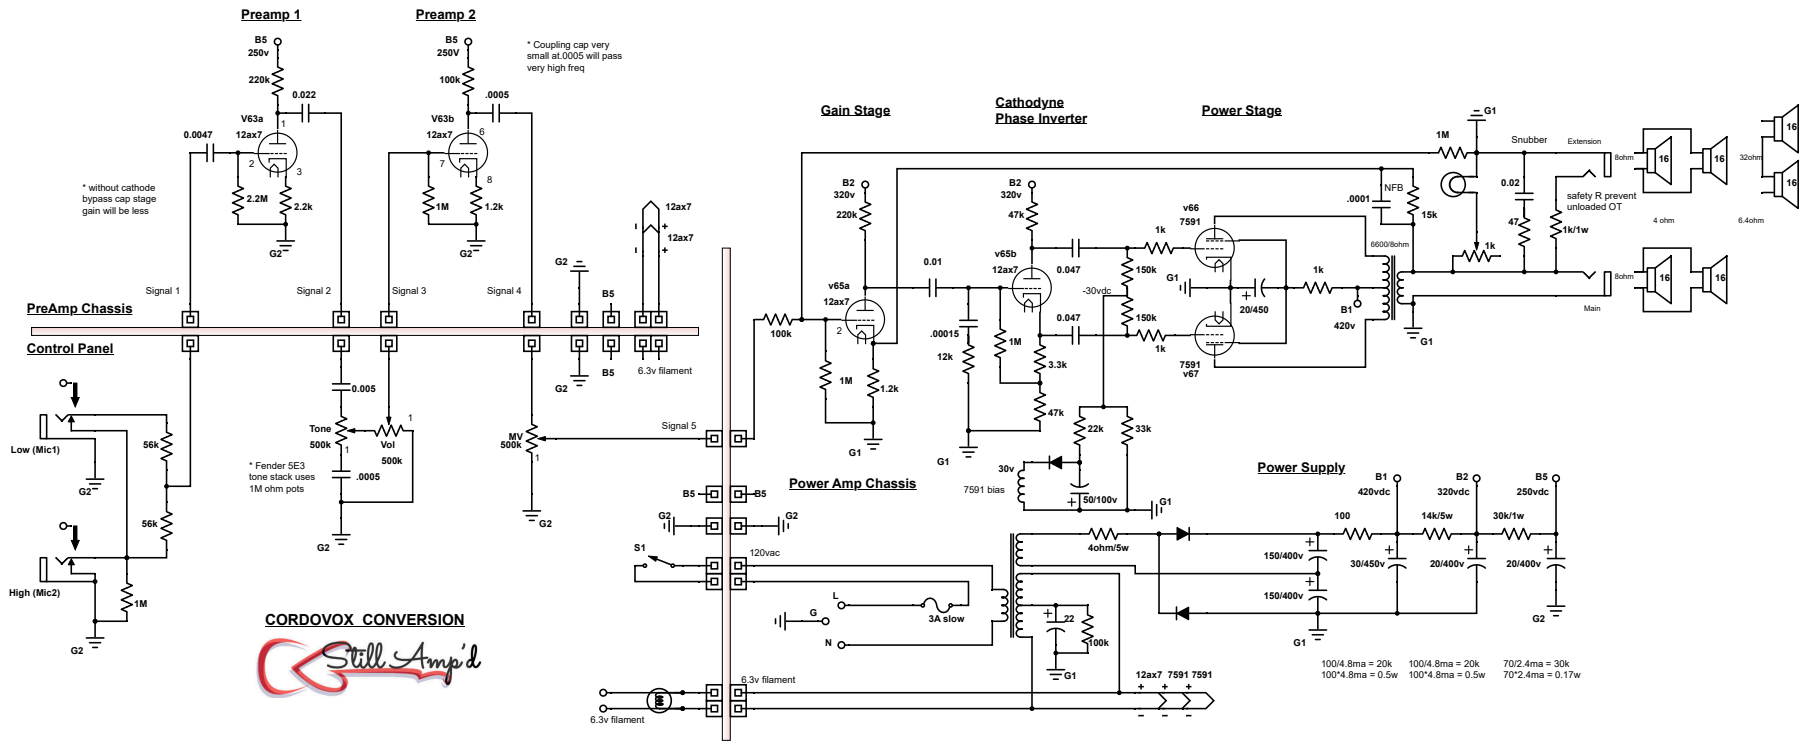 Preamp 1
B5
250v
220k
0.022
V63a
12ax7
1
2
3
0.0047
2.2M
2.2k
G2
* without cathode
bypass cap stage
gain will be less
Preamp 2
B5
250V
100k
.0005
V63b
12ax7
6
7
8
1M
1.2k
G2
* Coupling cap very
small at.0005 will pass
very high freq
12ax7
12ax7
-
+
-
+
Signal 1
Signal 2
Signal 3
Signal 4
G2
B5
PreAmp Chassis
Control Panel
G2
B5
6.3v filament
Low (Mic1)
G2
56k
56k
High (Mic2)
1M
G2
0.005
Tone
500k
1
1
Vol
500k
.0005
* Fender 5E3
tone stack uses
1M ohm pots
G2
MV
500k
1
G2
Signal 5
CORDOVOX CONVERSION
Still Amp'd
Gain Stage
B2
320v
220k
v65a
12ax7
2
100k
1M
1.2k
G1
0.01
Cathodyne
Phase Inverter
B2
320v
47k
v65b
12ax7
.00015
12k
1M
3.3k
47k
G1
0.047
0.047
150k
-30vdc
150k
Power Stage
v66
7591
1k
1k
G1
+
20/450
1k
7591
v67
B1
420v
6600/8ohm
NFB
.0001
15k
G1
1M
G1
1k
Snubber
0.02
47
Extension
safety R prevent
unloaded OT
1k/1w
Main
8ohm
16
16
4 ohm
8ohm
16
16
32ohm
16
16
6.4ohm
22k
33k
30v
7591 bias
+
50/100v
G1
Power Amp Chassis
B5
B5
G2
G2
S1
120vac
L
G
N
3A slow
4ohm/5w
+
22
100k
G1
6.3v filament
6.3v filament
12ax7 7591 7591
+ + +
- - -
Power Supply
B1
420vdc
B2
320vdc
B5
250vdc
100
14k/5w
30k/1w
+
150/400v
+
150/400v
+
30/450v
+
20/400v
+
20/400v
G1
G2
100/4.8ma = 20k
100*4.8ma = 0.5w
100/4.8ma = 20k
100*4.8ma = 0.5w
70/2.4ma = 30k
70*2.4ma = 0.17w